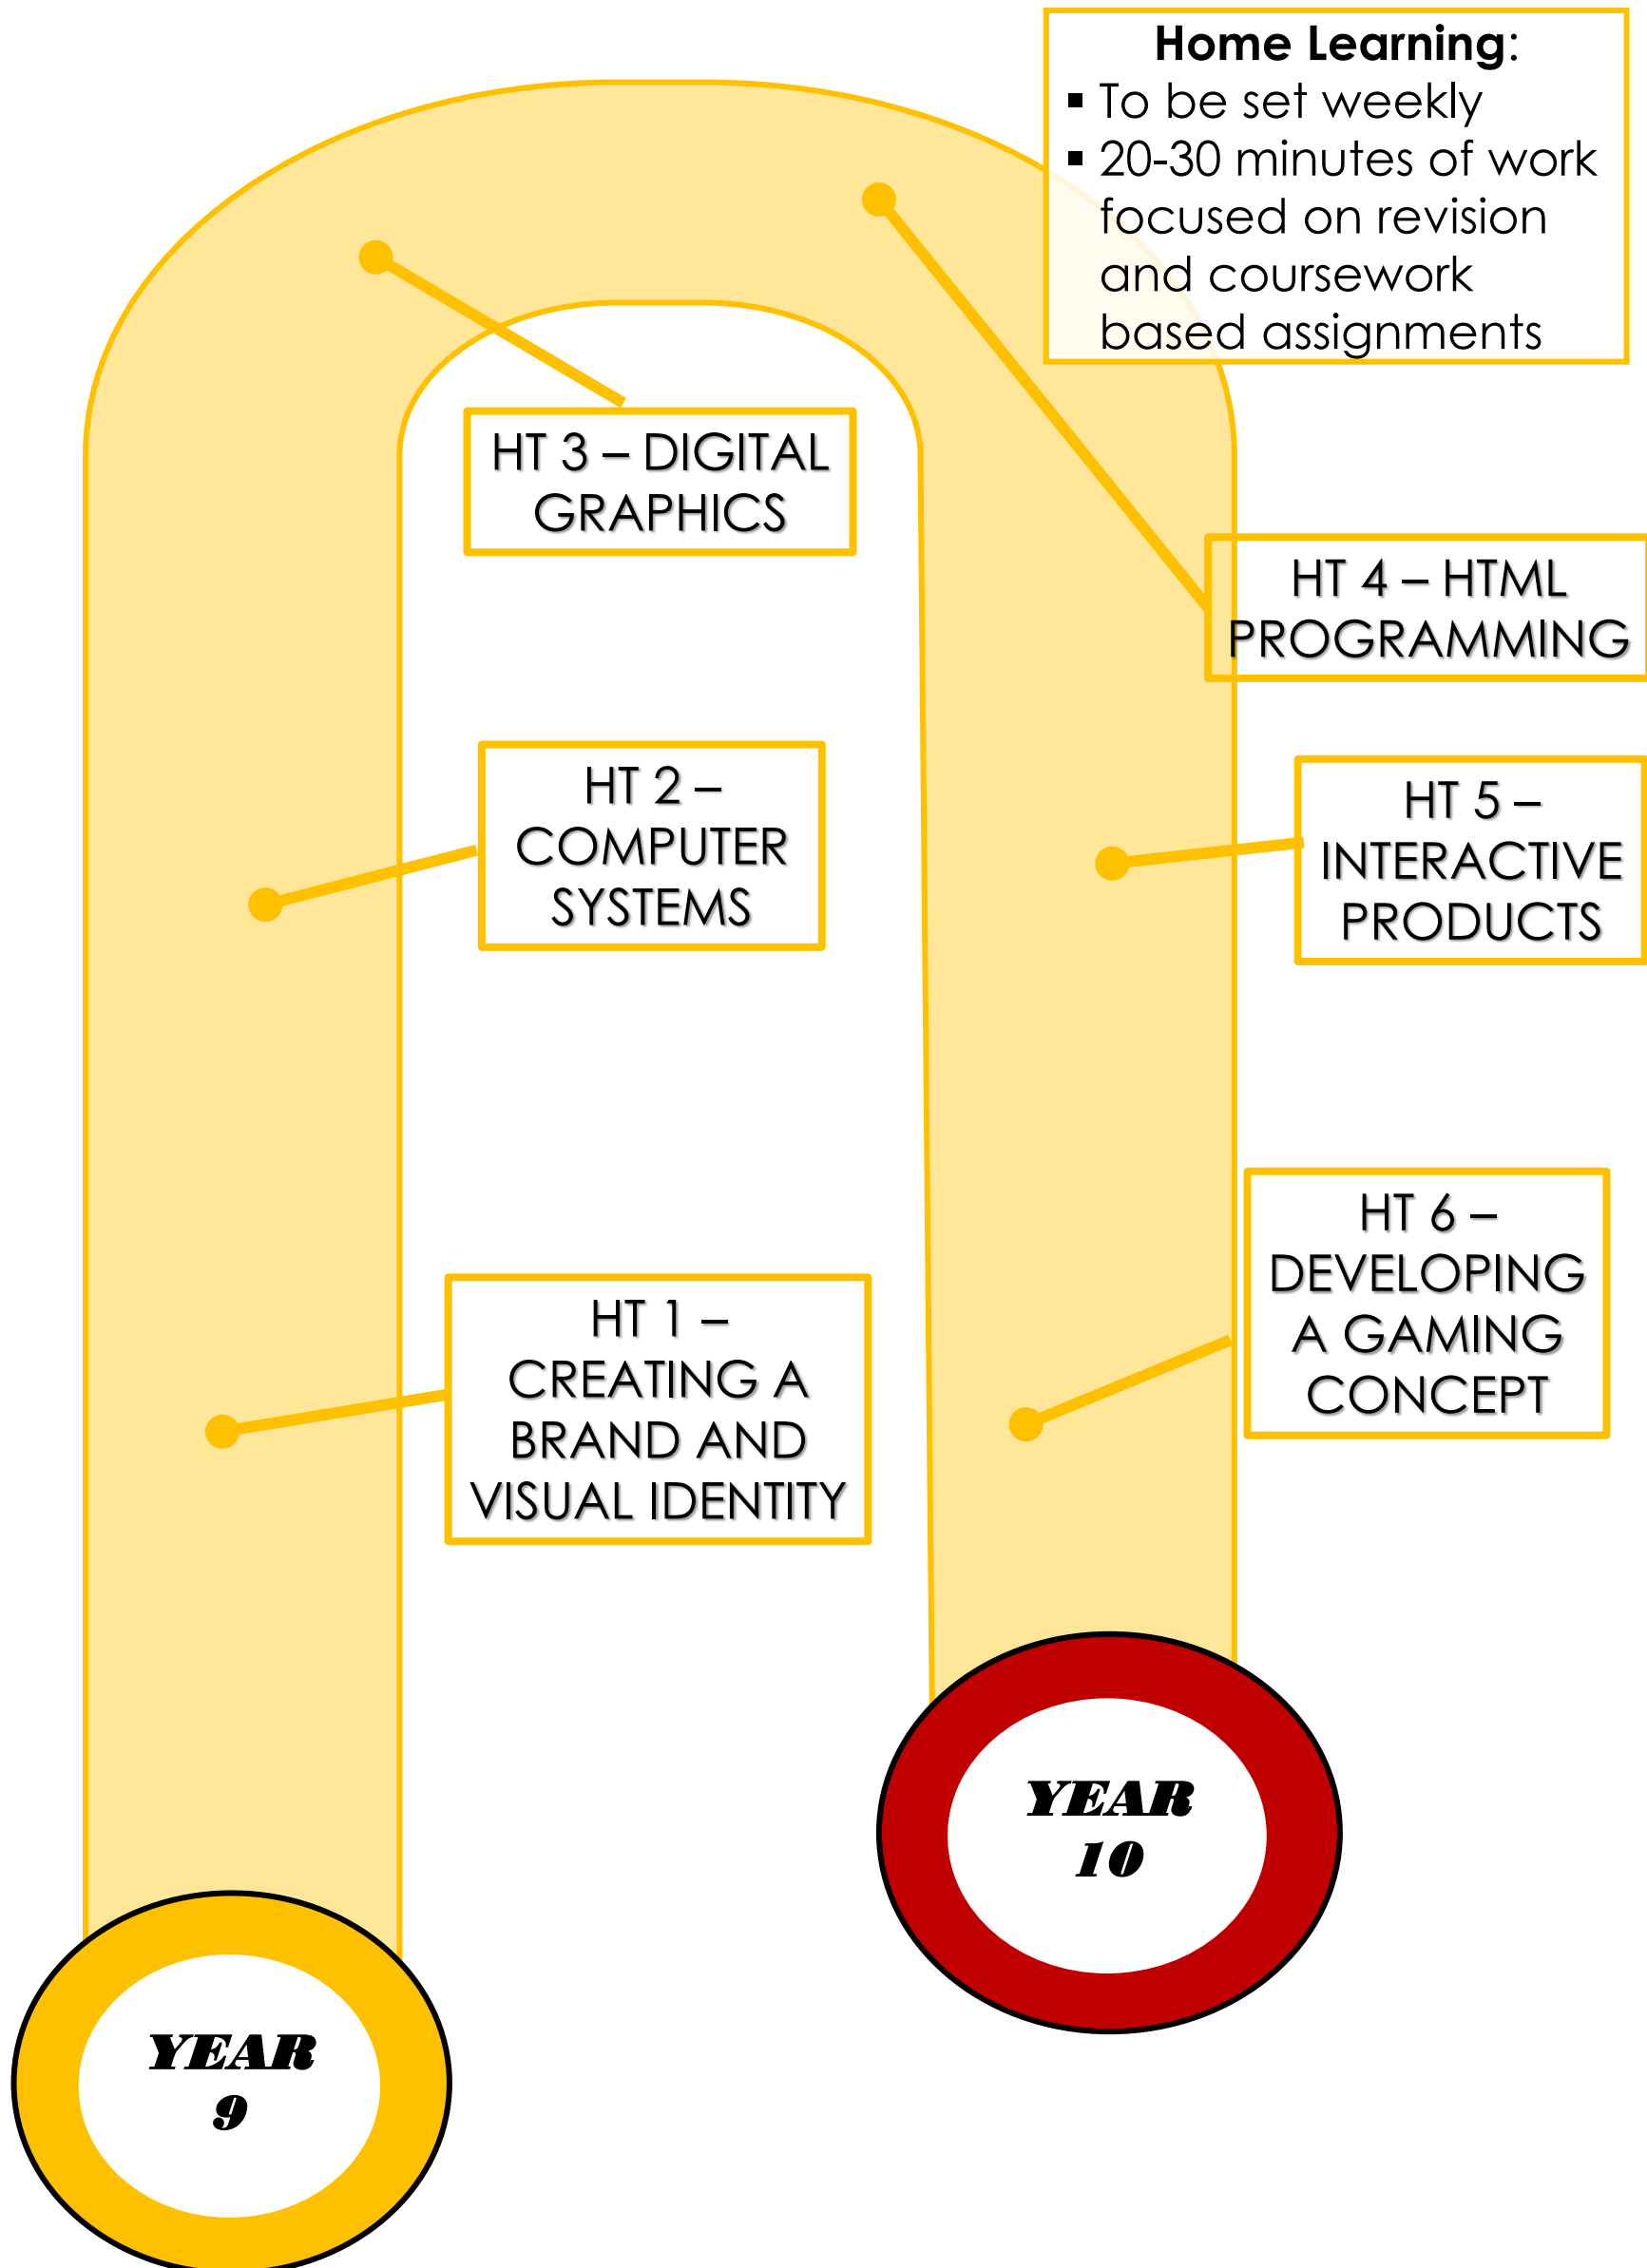 Home Learning:
▪ To be set weekly
▪ 20-30 minutes of work
focused on revision
and coursework
based assignments
HT 3 – DIGITAL
GRAPHICS
HT 4 – HTML
PROGRAMMING
HT 2 –
COMPUTER
SYSTEMS
HT 5 –
INTERACTIVE
PRODUCTS
HT 6 –
DEVELOPING
A GAMING
CONCEPT
HT 1 –
CREATING A
BRAND AND
VISUAL IDENTITY
YEAR
10
YEAR
9